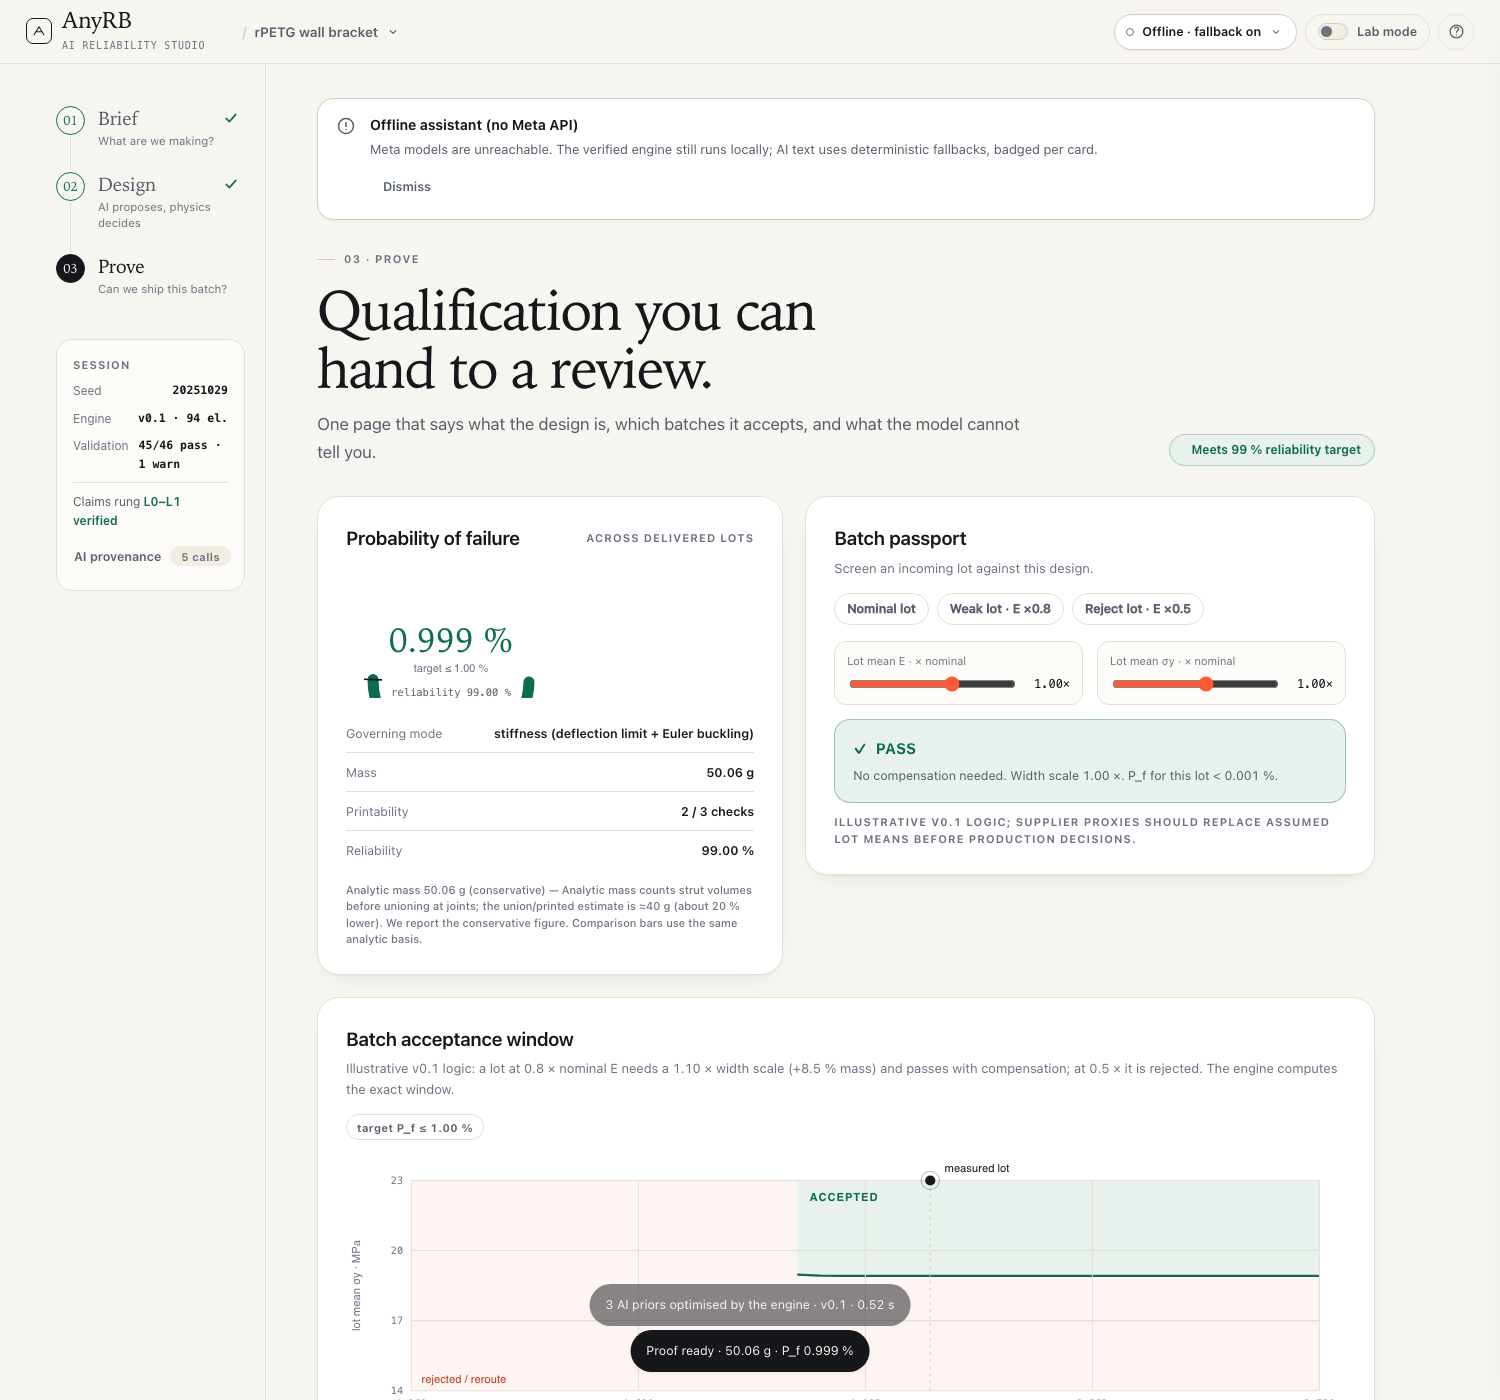 AnyRB
AI RELIABILITY STUDIO
/ rPETG wall bracket
Offline · fallback on
Lab mode
01 Brief
What are we making?
02 Design
AI proposes, physics
decides
03 Prove
Can we ship this batch?
SESSION
Seed 20251029
Engine v0.1 · 94 el.
Validation 45/46 pass ·
1 warn
Claims rung L0–L1
verified
AI provenance 5 calls
Offline assistant (no Meta API)
Meta models are unreachable. The verified engine still runs locally; AI text uses deterministic fallbacks, badged per card.
Dismiss
03 · PROVE
Qualification you can
hand to a review.
One page that says what the design is, which batches it accepts, and what the model cannot
tell you.
Meets 99 % reliability target
Probability of failure
ACROSS DELIVERED LOTS
0.999 %
target ≤ 1.00 %
reliability 99.00 %
Governing mode stiffness (deflection limit + Euler buckling)
Mass 50.06 g
Printability 2 / 3 checks
Reliability 99.00 %
Analytic mass 50.06 g (conservative) — Analytic mass counts strut volumes
before unioning at joints; the union/printed estimate is ≈40 g (about 20 %
lower). We report the conservative figure. Comparison bars use the same
analytic basis.
Batch passport
Screen an incoming lot against this design.
Nominal lot
Weak lot · E ×0.8
Reject lot · E ×0.5
Lot mean E · × nominal
1.00×
Lot mean σy · × nominal
1.00×
PASS
No compensation needed. Width scale 1.00 ×. P_f for this lot < 0.001 %.
ILLUSTRATIVE V0.1 LOGIC; SUPPLIER PROXIES SHOULD REPLACE ASSUMED
LOT MEANS BEFORE PRODUCTION DECISIONS.
Batch acceptance window
Illustrative v0.1 logic: a lot at 0.8 × nominal E needs a 1.10 × width scale (+8.5 % mass) and passes with compensation; at 0.5 × it is rejected. The engine computes
the exact window.
target P_f ≤ 1.00 %
measured lot
23
ACCEPTED
20
lot mean σy · MPa
3 AI priors optimised by the engine · v0.1 · 0.52 s
17
Proof ready · 50.06 g · P_f 0.999 %
rejected / reroute
14